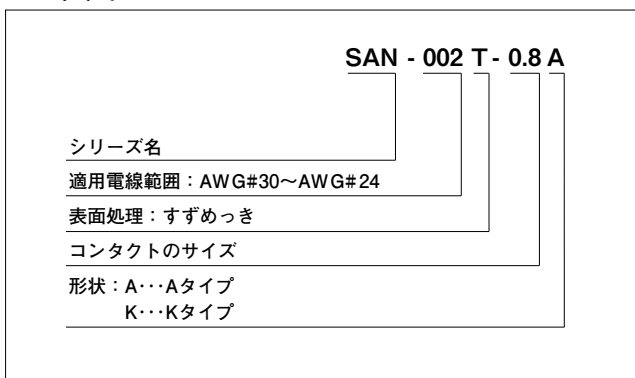 SAN - 002 T - 0.8 A
シリーズ名
適用電線範囲：AWG#30〜AWG#24
表面処理：すずめっき
コンタクトのサイズ
形状：A･･･Aタイプ
K･･･Kタイプ